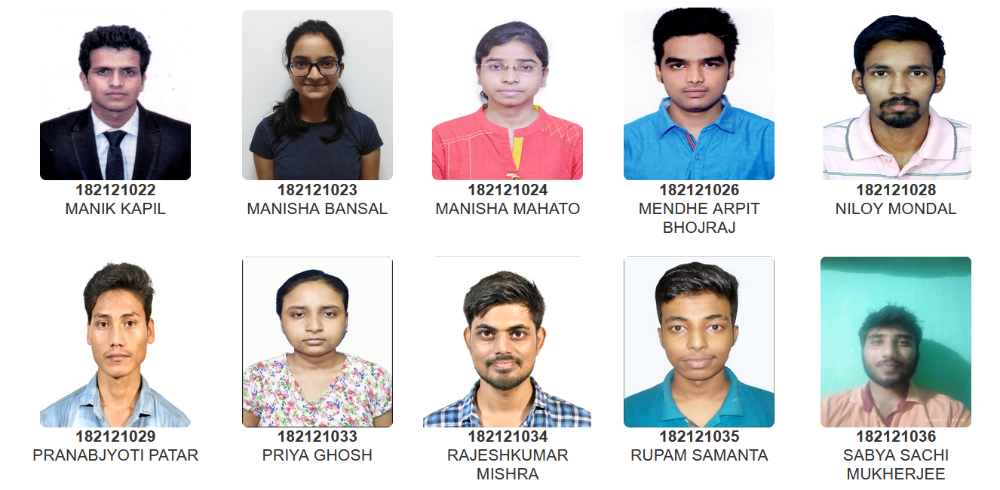 182121022
MANIK KAPIL
182121023
MANISHA BANSAL
182121024
MANISHA MAHATO
182121026
MENDHE ARPIT
BHOJRAJ
182121028
NILOY MONDAL
182121029
PRANABJYOTI PATAR
182121033
PRIYA GHOSH
182121034
RAJESHKUMAR
MISHRA
182121035
RUPAM SAMANTA
182121036
SABYA SACHI
MUKHERJEE